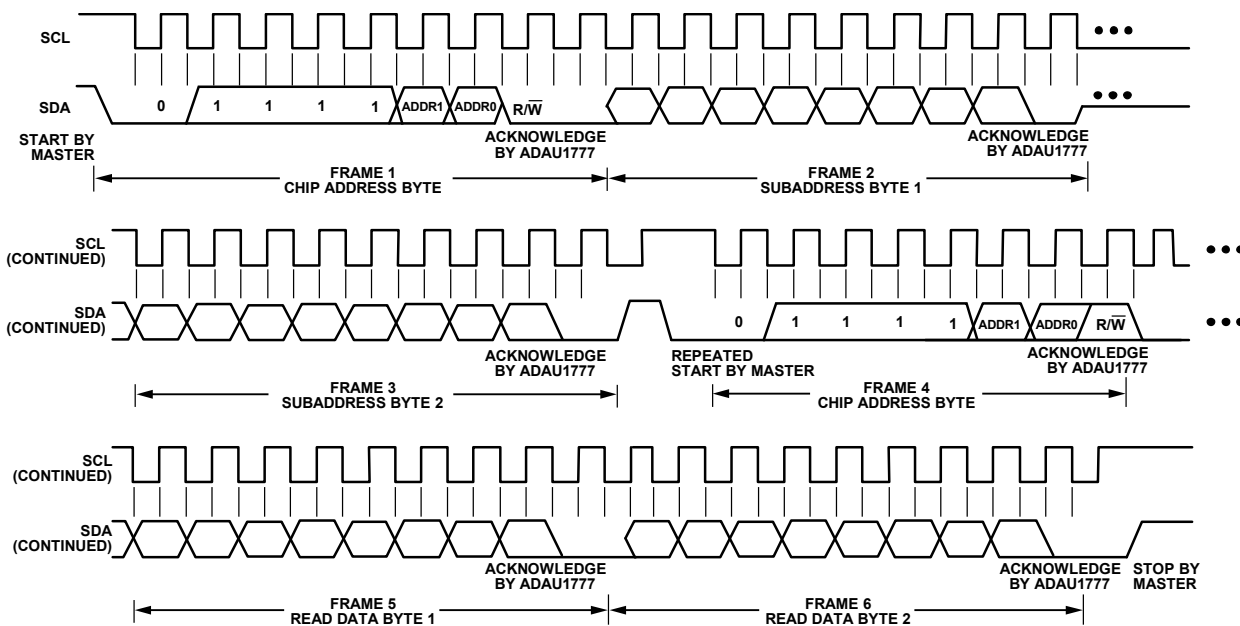 SCL
SDA
0 1 1 1 1 ADDR1 ADDR0 R/W̅
START BY
MASTER
ACKNOWLEDGE
BY ADAU1777
ACKNOWLEDGE
BY ADAU1777
FRAME 1
CHIP ADDRESS BYTE
FRAME 2
SUBADDRESS BYTE 1
SCL
(CONTINUED)
SDA
(CONTINUED)
0 1 1 1 1 ADDR1 ADDR0 R/W̅
ACKNOWLEDGE
BY ADAU1777
REPEATED
START BY MASTER
ACKNOWLEDGE
BY ADAU1777
FRAME 3
SUBADDRESS BYTE 2
FRAME 4
CHIP ADDRESS BYTE
SCL
(CONTINUED)
SDA
(CONTINUED)
ACKNOWLEDGE
BY ADAU1777
ACKNOWLEDGE
BY ADAU1777
STOP BY
MASTER
FRAME 5
READ DATA BYTE 1
FRAME 6
READ DATA BYTE 2